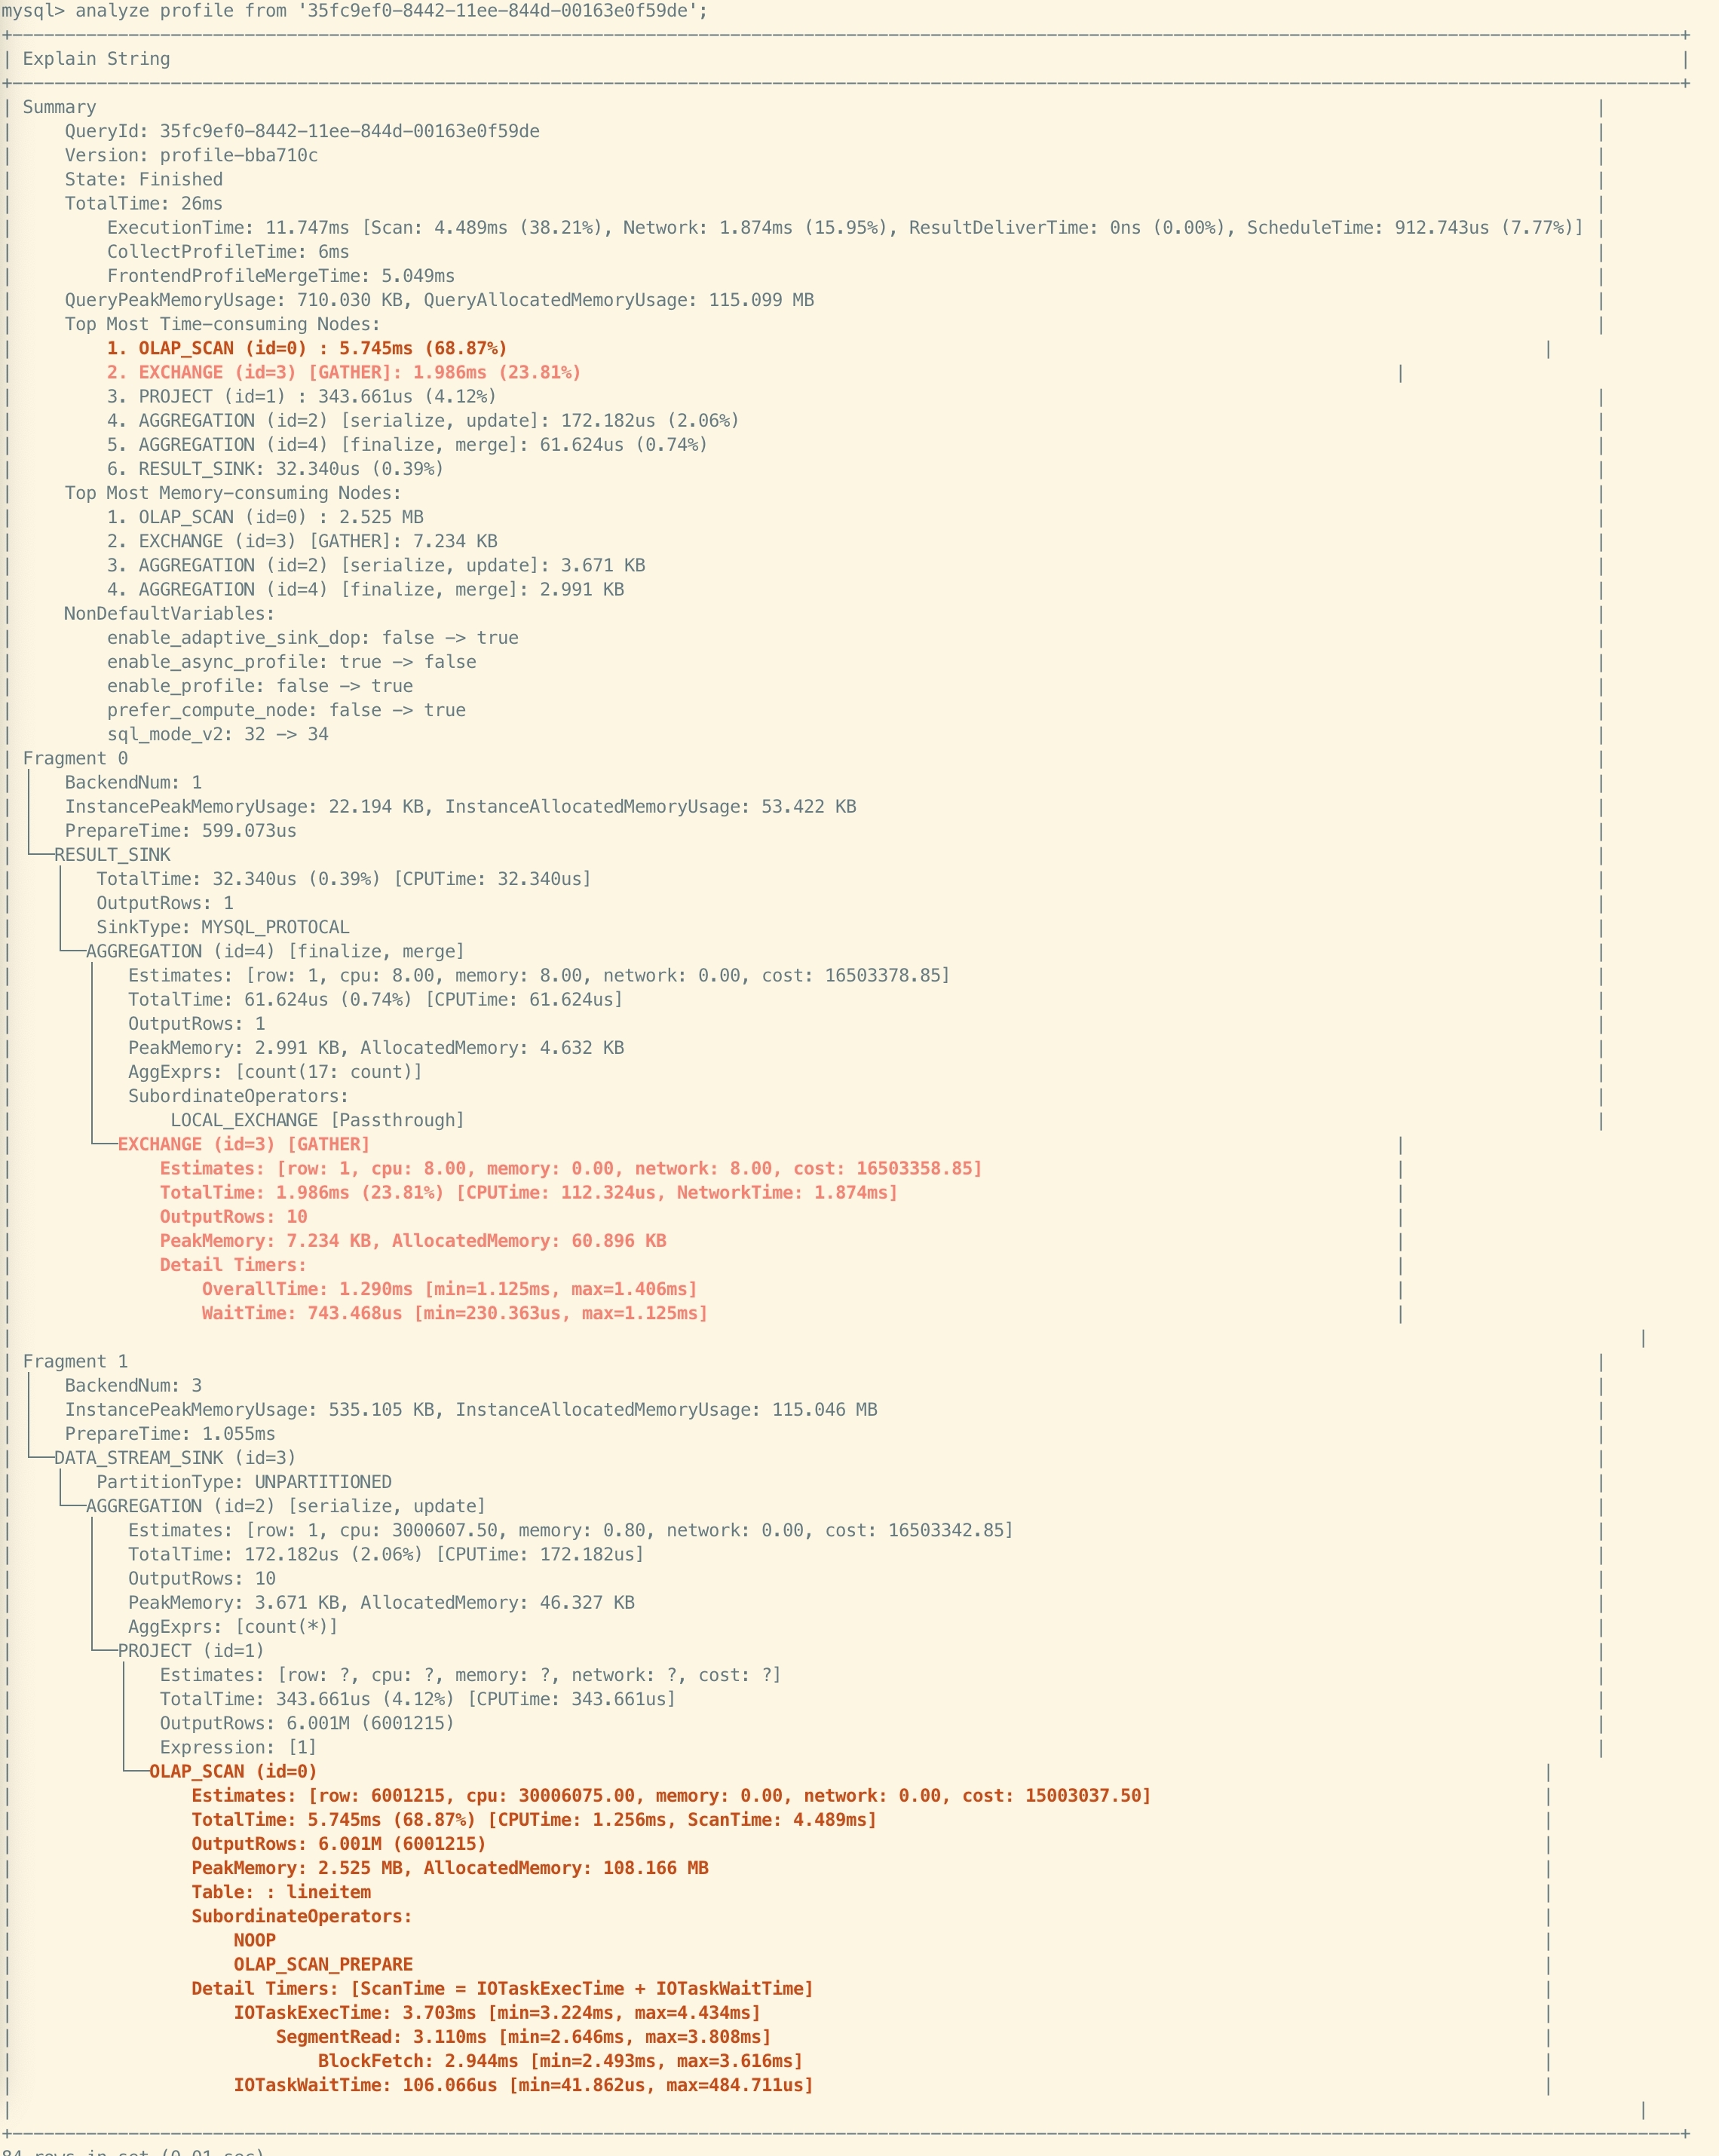 mysql> analyze profile from '35fc9ef0-8442-11ee-844d-00163e0f59de';
| Explain String |
| Summary |
| QueryId: 35fc9ef0-8442-11ee-844d-00163e0f59de |
| Version: profile-bba710c |
| State: Finished |
| TotalTime: 26ms |
| ExecutionTime: 11.747ms [Scan: 4.489ms (38.21%), Network: 1.874ms (15.95%), ResultDeliverTime: 0ns (0.00%), ScheduleTime: 912.743us (7.77%)] |
| CollectProfileTime: 6ms |
| FrontendProfileMergeTime: 5.049ms |
| QueryPeakMemoryUsage: 710.030 KB, QueryAllocatedMemoryUsage: 115.099 MB |
| Top Most Time-consuming Nodes: |
| 1. OLAP_SCAN (id=0) : 5.745ms (68.87%) |
| 2. EXCHANGE (id=3) [GATHER]: 1.986ms (23.81%) |
| 3. PROJECT (id=1) : 343.661us (4.12%) |
| 4. AGGREGATION (id=2) [serialize, update]: 172.182us (2.06%) |
| 5. AGGREGATION (id=4) [finalize, merge]: 61.624us (0.74%) |
| 6. RESULT_SINK: 32.340us (0.39%) |
| Top Most Memory-consuming Nodes: |
| 1. OLAP_SCAN (id=0) : 2.525 MB |
| 2. EXCHANGE (id=3) [GATHER]: 7.234 KB |
| 3. AGGREGATION (id=2) [serialize, update]: 3.671 KB |
| 4. AGGREGATION (id=4) [finalize, merge]: 2.991 KB |
| NonDefaultVariables: |
| enable_adaptive_sink_dop: false -> true |
| enable_async_profile: true -> false |
| enable_profile: false -> true |
| prefer_compute_node: false -> true |
| sql_mode_v2: 32 -> 34 |
| Fragment 0 |
| BackendNum: 1 |
| InstancePeakMemoryUsage: 22.194 KB, InstanceAllocatedMemoryUsage: 53.422 KB |
| PrepareTime: 599.073us |
| RESULT_SINK |
| TotalTime: 32.340us (0.39%) [CPUTime: 32.340us] |
| OutputRows: 1 |
| SinkType: MYSQL_PROTOCAL |
| AGGREGATION (id=4) [finalize, merge] |
| Estimates: [row: 1, cpu: 8.00, memory: 8.00, network: 0.00, cost: 16503378.85] |
| TotalTime: 61.624us (0.74%) [CPUTime: 61.624us] |
| OutputRows: 1 |
| PeakMemory: 2.991 KB, AllocatedMemory: 4.632 KB |
| AggExprs: [count(17: count)] |
| SubordinateOperators: |
| LOCAL_EXCHANGE [Passthrough] |
| EXCHANGE (id=3) [GATHER] |
| Estimates: [row: 1, cpu: 8.00, memory: 0.00, network: 8.00, cost: 16503358.85] |
| TotalTime: 1.986ms (23.81%) [CPUTime: 112.324us, NetworkTime: 1.874ms] |
| OutputRows: 10 |
| PeakMemory: 7.234 KB, AllocatedMemory: 60.896 KB |
| Detail Timers: |
| OverallTime: 1.290ms [min=1.125ms, max=1.406ms] |
| WaitTime: 743.468us [min=230.363us, max=1.125ms] |
| |
| Fragment 1 |
| BackendNum: 3 |
| InstancePeakMemoryUsage: 535.105 KB, InstanceAllocatedMemoryUsage: 115.046 MB |
| PrepareTime: 1.055ms |
| DATA_STREAM_SINK (id=3) |
| PartitionType: UNPARTITIONED |
| AGGREGATION (id=2) [serialize, update] |
| Estimates: [row: 1, cpu: 3000607.50, memory: 0.80, network: 0.00, cost: 16503342.85] |
| TotalTime: 172.182us (2.06%) [CPUTime: 172.182us] |
| OutputRows: 10 |
| PeakMemory: 3.671 KB, AllocatedMemory: 46.327 KB |
| AggExprs: [count(*)] |
| PROJECT (id=1) |
| Estimates: [row: ?, cpu: ?, memory: ?, network: ?, cost: ?] |
| TotalTime: 343.661us (4.12%) [CPUTime: 343.661us] |
| OutputRows: 6.001M (6001215) |
| Expression: [1] |
| OLAP_SCAN (id=0) |
| Estimates: [row: 6001215, cpu: 30006075.00, memory: 0.00, network: 0.00, cost: 15003037.50] |
| TotalTime: 5.745ms (68.87%) [CPUTime: 1.256ms, ScanTime: 4.489ms] |
| OutputRows: 6.001M (6001215) |
| PeakMemory: 2.525 MB, AllocatedMemory: 108.166 MB |
| Table: : lineitem |
| SubordinateOperators: |
| NOOP |
| OLAP_SCAN_PREPARE |
| Detail Timers: [ScanTime = IOTaskExecTime + IOTaskWaitTime] |
| IOTaskExecTime: 3.703ms [min=3.224ms, max=4.434ms] |
| SegmentRead: 3.110ms [min=2.646ms, max=3.808ms] |
| BlockFetch: 2.944ms [min=2.493ms, max=3.616ms] |
| IOTaskWaitTime: 106.066us [min=41.862us, max=484.711us] |
| |
84 rows in set (0.01 sec)